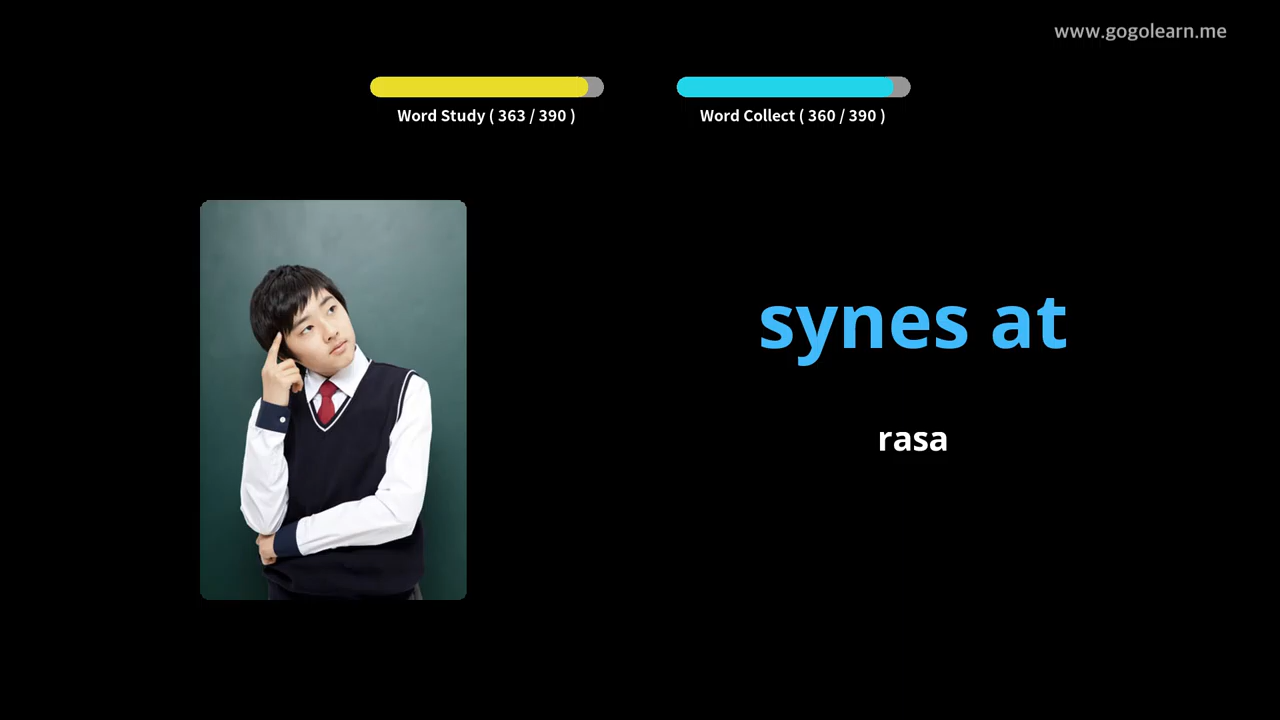 www.gogolearn.me
Word Study ( 363 / 390 )
Word Collect ( 360 / 390 )
synes at
rasa